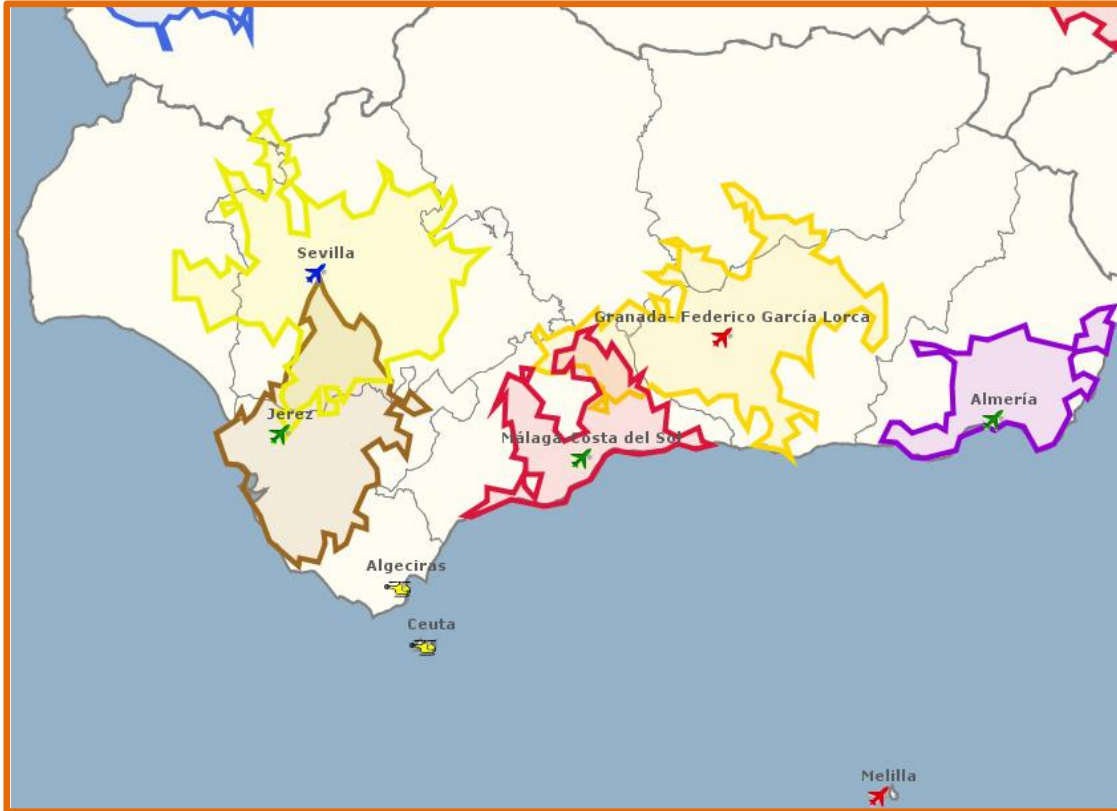 Sevilla
Granada- Federico García Lorca
Almería
Jerez
Málaga-Costa del Sol
Algeciras
Ceuta
Melilla